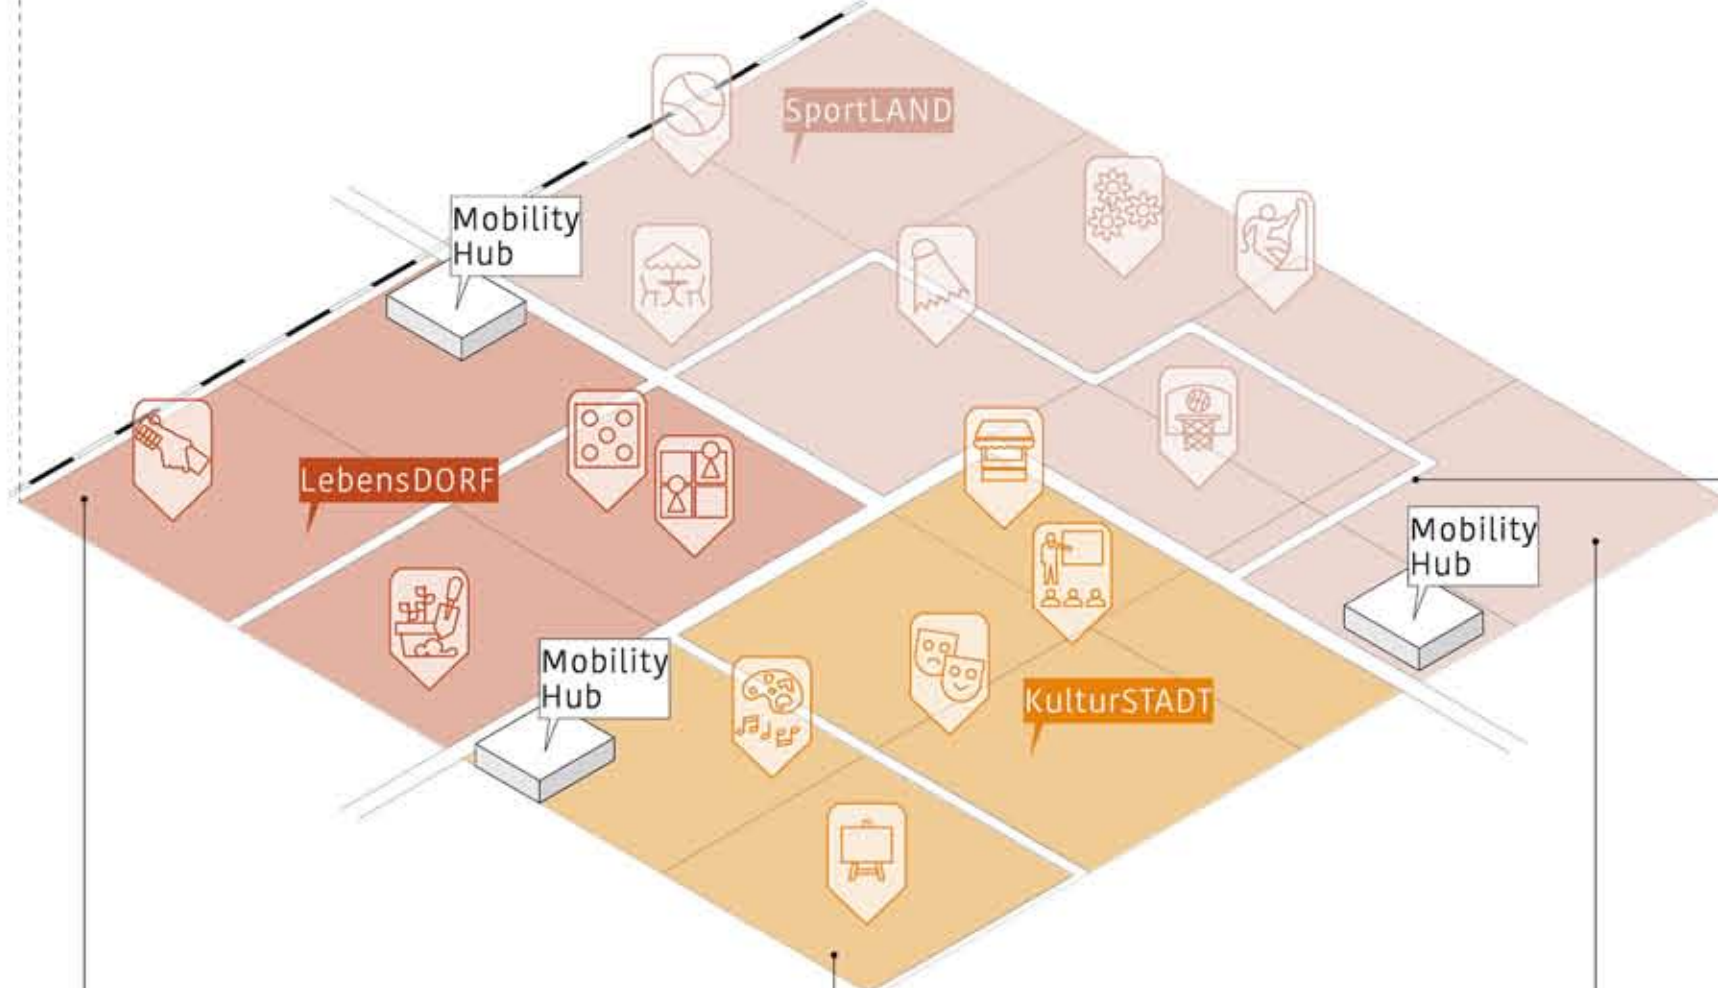 SportLAND
Mobility
Hub
LebensDORF
Mobility
Hub
Mobility
Hub
KulturSTADT